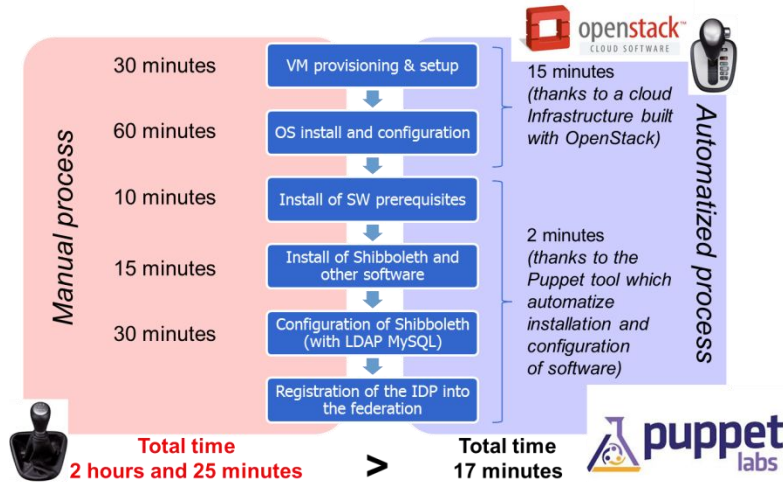 openstack™
CLOUD SOFTWARE
Manual process
30 minutes
60 minutes
10 minutes
15 minutes
30 minutes
VM provisioning & setup
OS install and configuration
Install of SW prerequisites
Install of Shibboleth and
other software
Configuration of Shibboleth
(with LDAP MySQL)
Registration of the IDP into
the federation
15 minutes
(thanks to a cloud
Infrastructure built
with OpenStack)
2 minutes
(thanks to the
Puppet tool which
automatize
installation and
configuration
of software)
Automatized process
Total time
2 hours and 25 minutes
>
Total time
17 minutes
puppet
labs